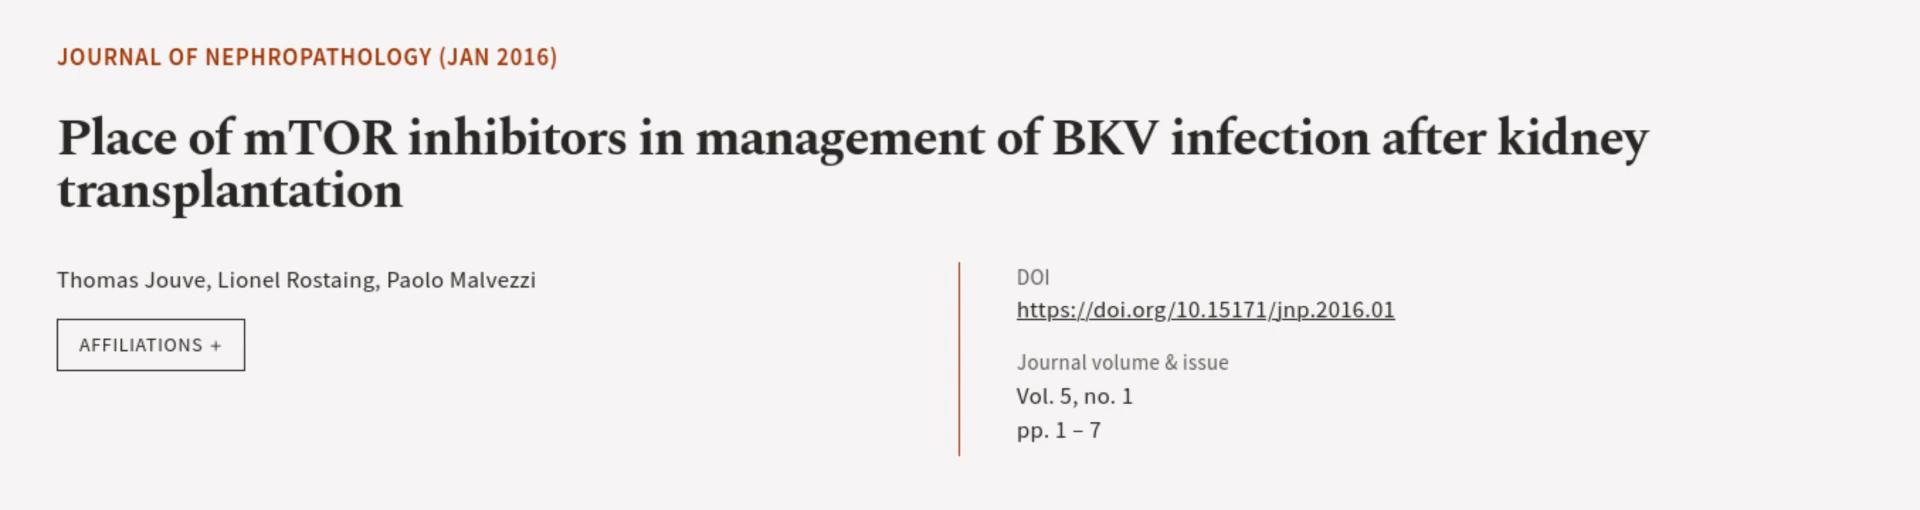 JOURNAL OF NEPHROPATHOLOGY (JAN 2016)
Place of mTOR inhibitors in management of BKV infection after kidney
transplantation
Thomas Jouve, Lionel Rostaing, Paolo Malvezzi
AFFILIATIONS +
DOI
https://doi.org/10.15171/jnp.2016.01
Journal volume & issue
Vol. 5, no. 1
pp. 1 – 7